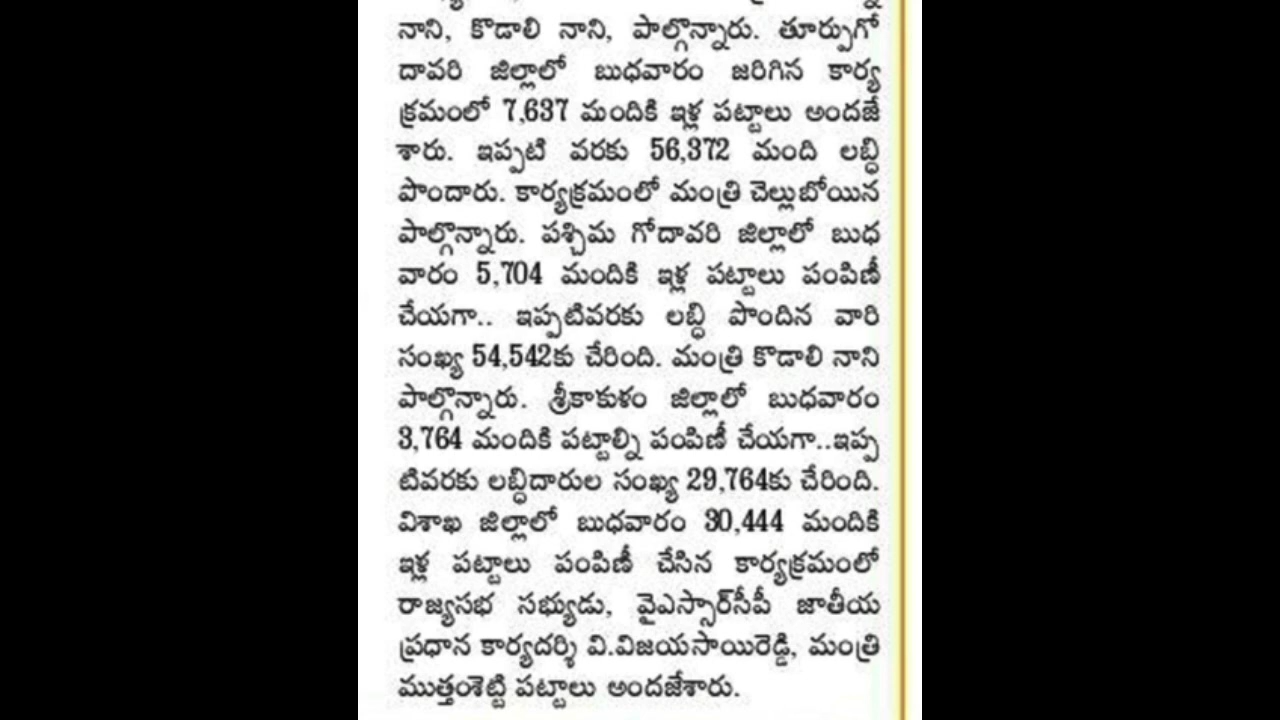 నాని, కొడాలి నాని, పాల్గొన్నారు. తూర్పుగో
దావరి జిల్లాలో బుధవారం జరిగిన కార్య
క్రమంలో 7,637 మందికి ఇళ్ల పట్టాలు అందజే
శారు. ఇప్పటి వరకు 56,372 మంది లబ్ధి
పొందారు. కార్యక్రమంలో మంత్రి చెల్లుబోయిన
పాల్గొన్నారు. పశ్చిమ గోదావరి జిల్లాలో బుధ
వారం 5,704 మందికి ఇళ్ల పట్టాలు పంపిణీ
చేయగా.. ఇప్పటివరకు లబ్ధి పొందిన వారి
సంఖ్య 54,542కు చేరింది. మంత్రి కొడాలి నాని
పాల్గొన్నారు. శ్రీకాకుళం జిల్లాలో బుధవారం
3,764 మందికి పట్టాల్ని పంపిణీ చేయగా..ఇప్ప
టివరకు లబ్ధిదారుల సంఖ్య 29,764కు చేరింది.
విశాఖ జిల్లాలో బుధవారం 30,444 మందికి
ఇళ్ల పట్టాలు పంపిణీ చేసిన కార్యక్రమంలో
రాజ్యసభ సభ్యుడు, వైఎస్సార్‌సీపీ జాతీయ
ప్రధాన కార్యదర్శి వి.విజయసాయిరెడ్డి, మంత్రి
ముత్తంశెట్టి పట్టాలు అందజేశారు.